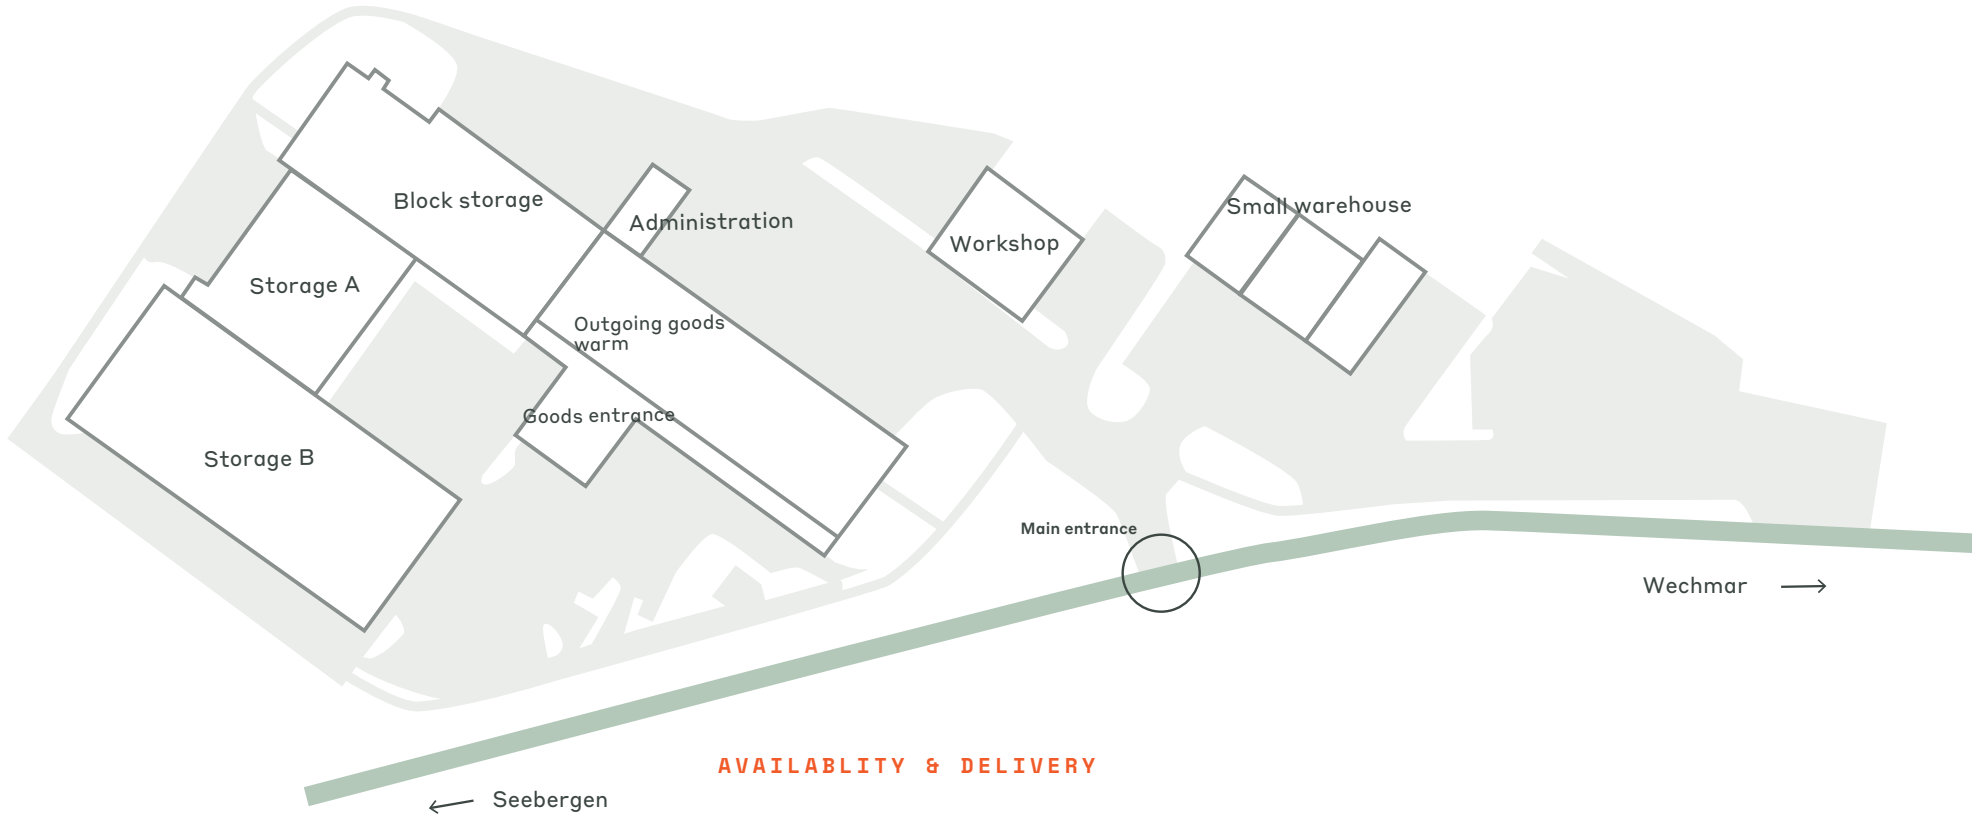 Block storage
Small warehouse
Administration
Workshop
Storage A
Outgoing goods
warm
Goods entrance
Storage B
Main entrance
Wechmar
AVAILABLITY & DELIVERY
Seebergen